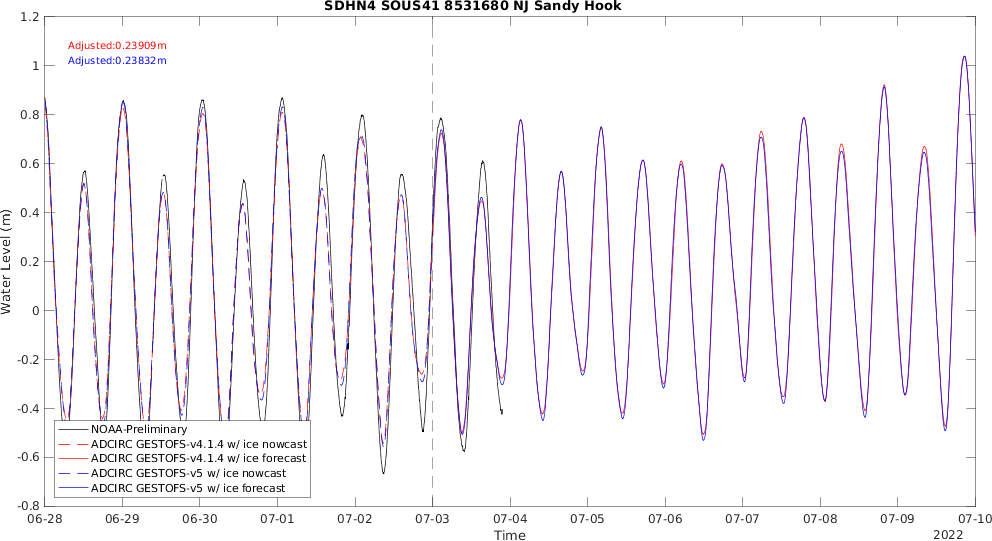 SDHN4 SOUS41 8531680 NJ Sandy Hook
1.2
1
0.8
0.6
0.4
0.2
0
-0.2
-0.4
-0.6
-0.8
Water Level (m)
Adjusted:0.23909m
Adjusted:0.23832m
NOAA-Preliminary
ADCIRC GESTOFS-v4.1.4 w/ ice nowcast
ADCIRC GESTOFS-v4.1.4 w/ ice forecast
ADCIRC GESTOFS-v5 w/ ice nowcast
ADCIRC GESTOFS-v5 w/ ice forecast
06-28 06-29 06-30 07-01 07-02 07-03 07-04 07-05 07-06 07-07 07-08 07-09 07-10
Time
2022